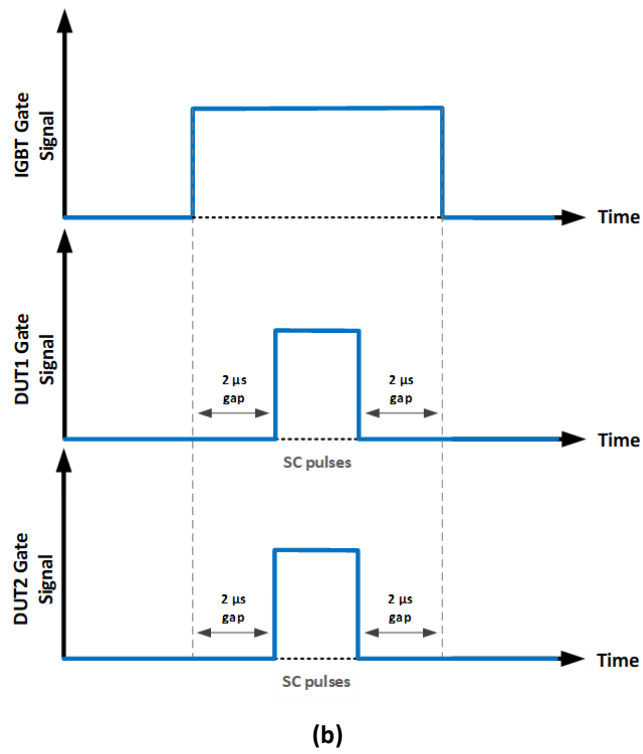 IGBT Gate
Signal
Time
DUT1 Gate
Signal
2 µs
gap
2 µs
gap
Time
SC pulses
DUT2 Gate
Signal
2 µs
gap
2 µs
gap
Time
SC pulses
(b)